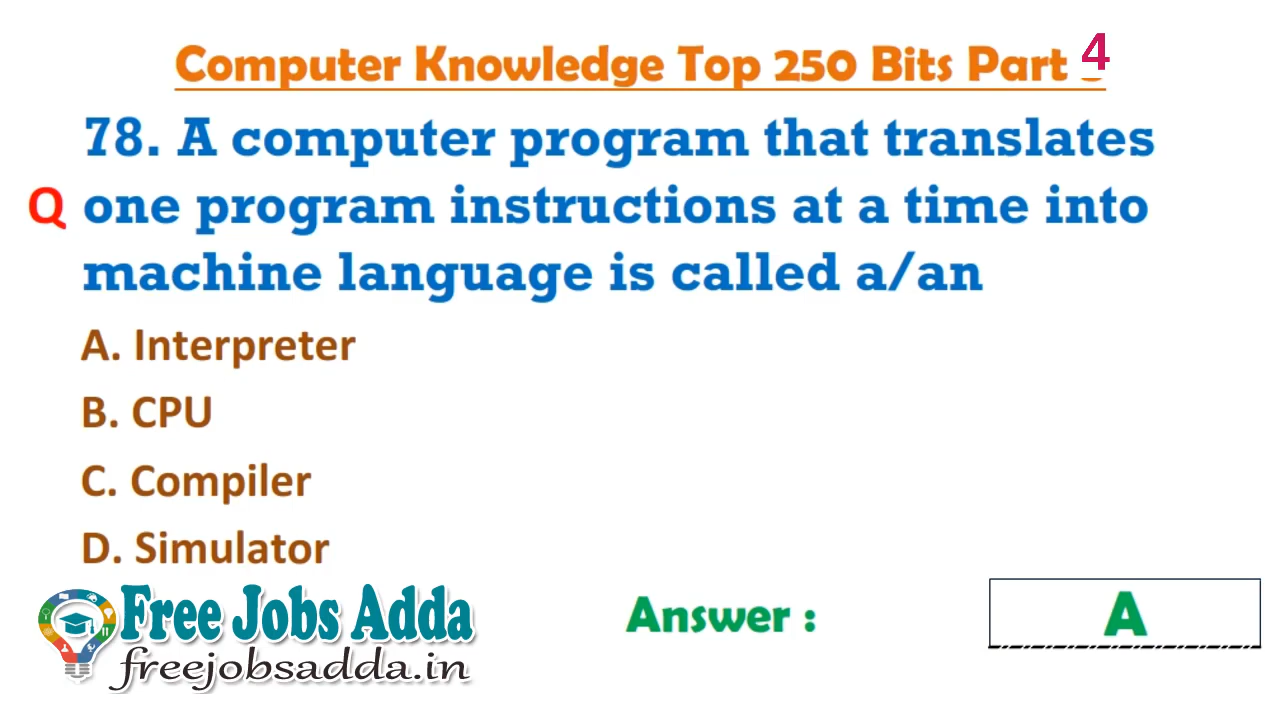 Computer Knowledge Top 250 Bits Part 4
78. A computer program that translates
Q one program instructions at a time into
machine language is called a/an
A. Interpreter
B. CPU
C. Compiler
D. Simulator
Free Jobs Adda
freejobsadda.in
Answer : A